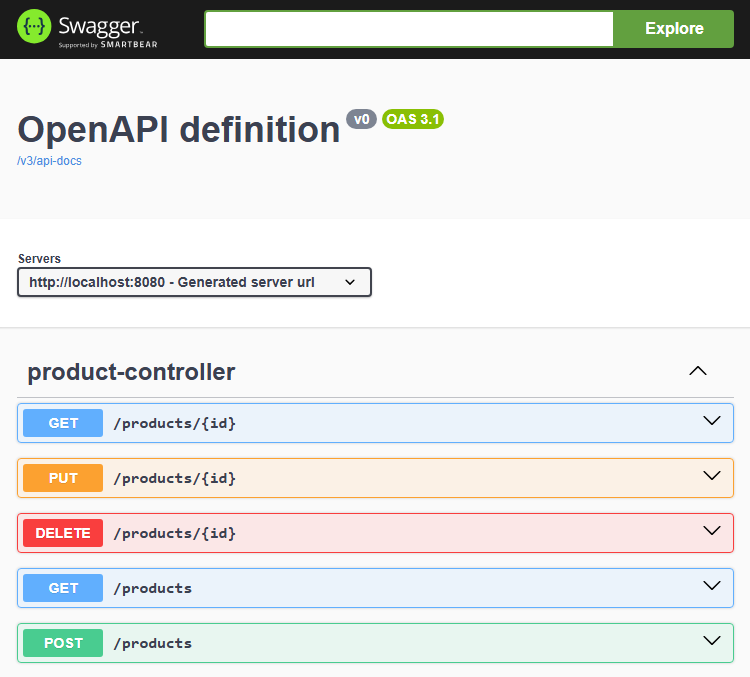 Swagger
Supported by SMARTBEAR
Explore
OpenAPI definition v0 OAS 3.1
/v3/api-docs
Servers
http://localhost:8080 - Generated server url
product-controller
GET /products/{id}
PUT /products/{id}
DELETE /products/{id}
GET /products
POST /products